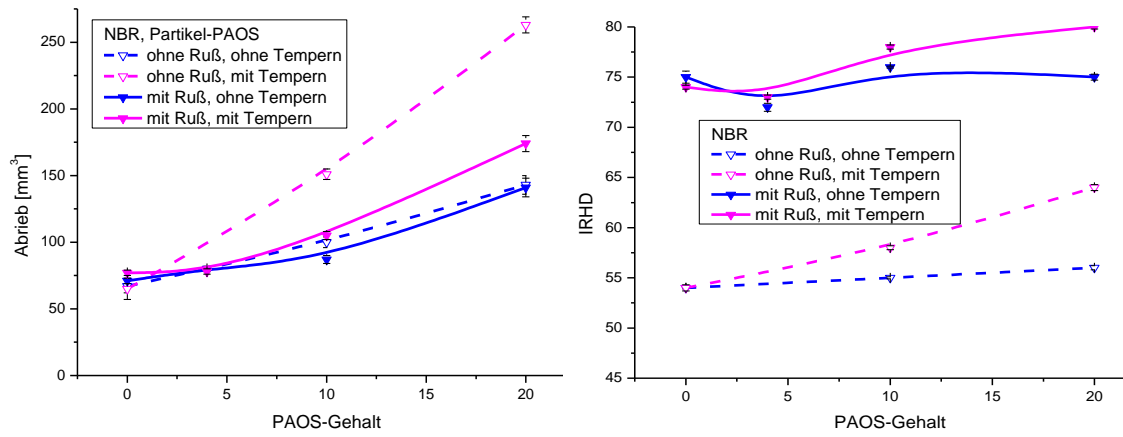 NBR, Partikel-PAOS
ohne Ruß, ohne Tempern
ohne Ruß, mit Tempern
mit Ruß, ohne Tempern
mit Ruß, mit Tempern
250
200
150
100
50
0
Abrieb [mm³]
0
5
10
15
20
PAOS-Gehalt
80
75
70
65
60
55
50
45
IRHD
NBR
ohne Ruß, ohne Tempern
ohne Ruß, mit Tempern
mit Ruß, ohne Tempern
mit Ruß, mit Tempern
0
5
10
15
20
PAOS-Gehalt